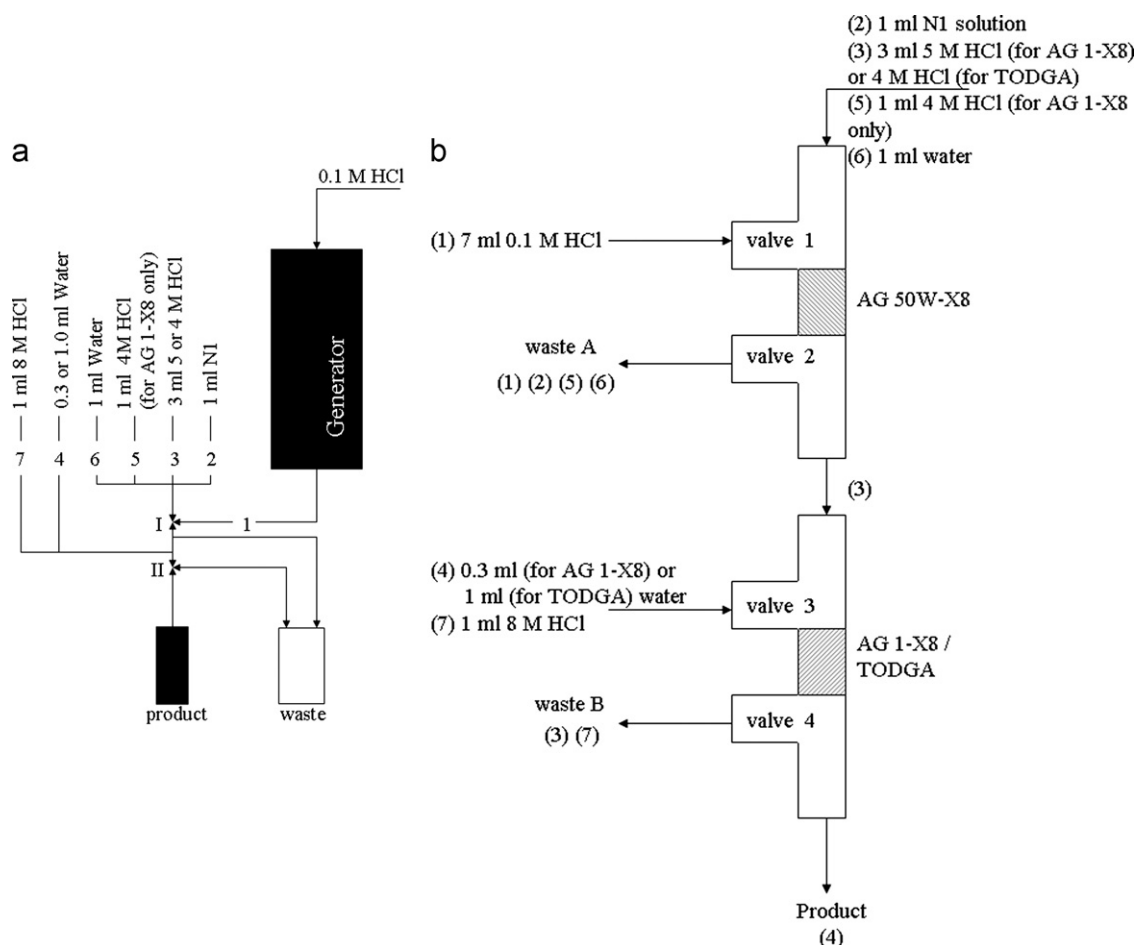 a
0.1 M HCl
1 ml 8 M HCl
0.3 or 1.0 ml Water
1 ml Water
1 ml 4M HCl
(for AG 1-X8 only)
3 ml 5 or 4 M HCl
1 ml N1
Generator
7
4
6
5
3
2
I
1
II
product
waste
b
(2) 1 ml N1 solution
(3) 3 ml 5 M HCl (for AG 1-X8)
or 4 M HCl (for TODGA)
(5) 1 ml 4 M HCl (for AG 1-X8
only)
(6) 1 ml water
(1) 7 ml 0.1 M HCl
valve 1
AG 50W-X8
waste A
valve 2
(1) (2) (5) (6)
(3)
(4) 0.3 ml (for AG 1-X8) or
1 ml (for TODGA) water
(7) 1 ml 8 M HCl
valve 3
AG 1-X8 /
TODGA
waste B
valve 4
(3) (7)
Product
(4)